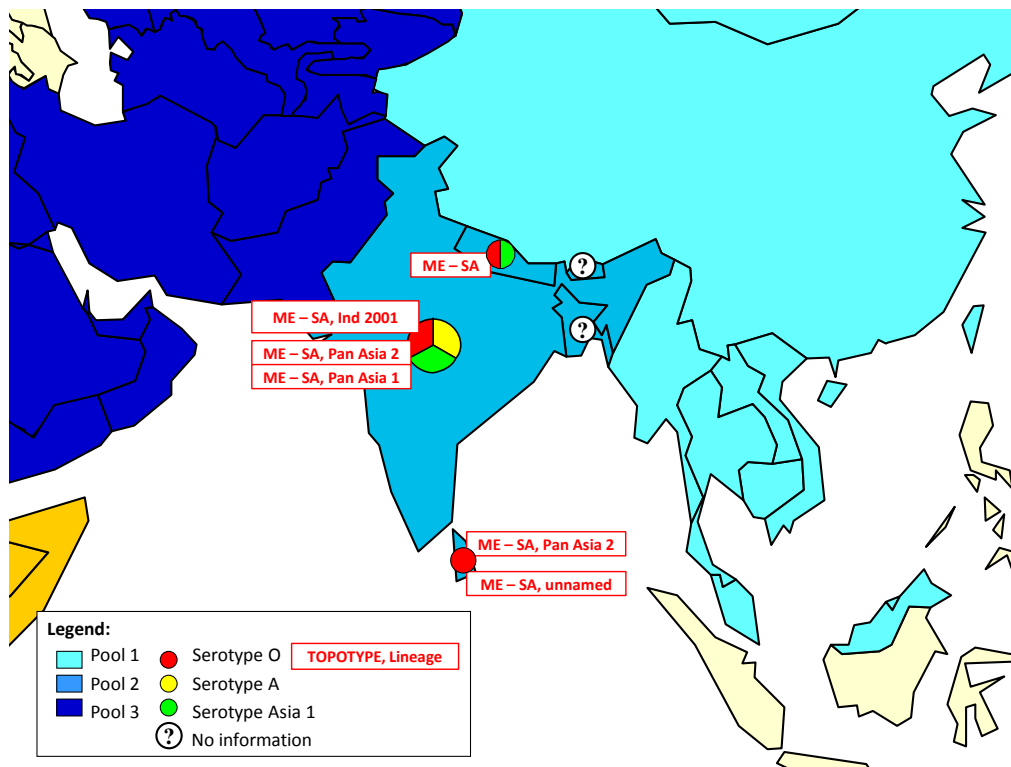 ME – SA
?
ME – SA, Ind 2001
?
ME – SA, Pan Asia 2
ME – SA, Pan Asia 1
ME – SA, Pan Asia 2
ME – SA, unnamed
Legend:
Pool 1
Serotype O
TOPOTYPE, Lineage
Pool 2
Serotype A
Pool 3
Serotype Asia 1
? No information